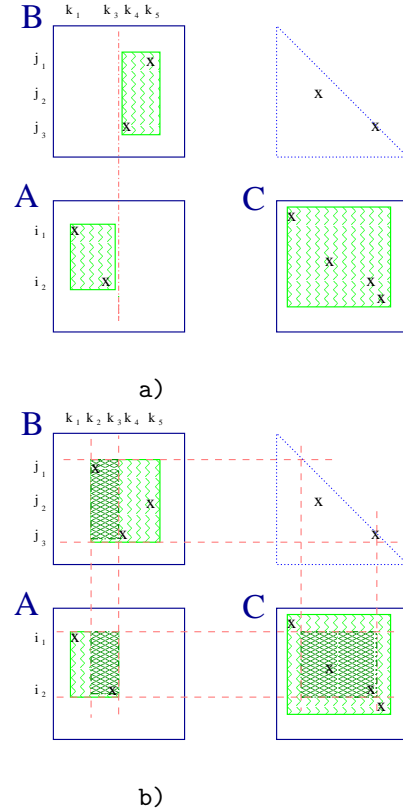 B k1 k3 k4 k5
j1 x
j2 x
j3 x x
A C
i1 x x
x
i2 x x
x
a)
k1 k2 k3 k4 k5
B
j1 x
j2 x x
j3 x x
A C
i1 x x
x
i2 x x
x
b)